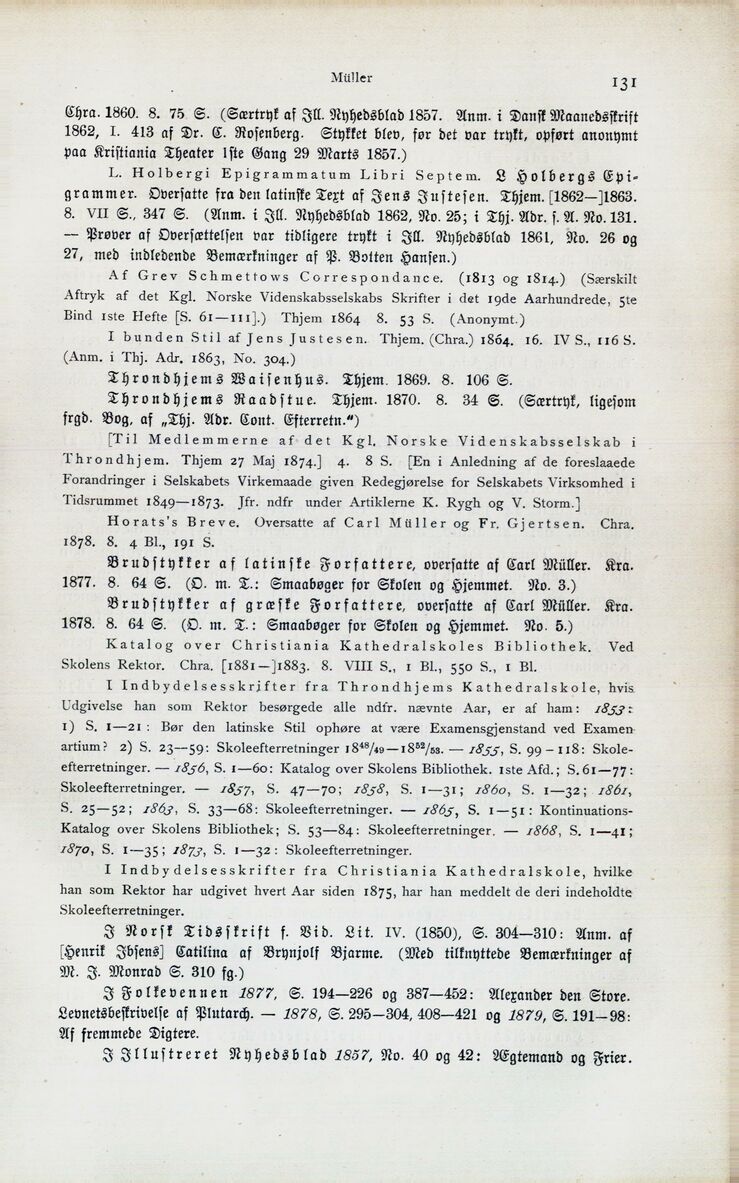 Müller
131
Chra. 1860. 8. 75 S. (Særtryk af Ill. Nyhedsblad 1857. Anm. i Dansk Maanedsskrift
1862, I. 413 af Dr. C. Rosenberg. Stykket blev, før det var trykt, opført anonymt
paa Kristiania Theater 1ste Gang 29 Marts 1857.)
L. Holbergi Epigrammatum Libri Septem. L Holbergs Epi-
grammer. Oversatte fra den latinske Text af Jens Justesen. Thjem. [1862—]1863.
8. VII S., 347 S. (Anm. i Ill. Nyhedsblad 1862, No. 25; i Thj. Adr. s. A. No. 131.
— Prøver af Oversættelsen var tidligere trykt i Ill. Nyhedsblad 1861, No. 26 og
27, med indledende Bemærkninger af P. Botten Hansen.)
Af Grev Schmettows Correspondance. (1813 og 1814.) (Særskilt
Aftryk af det Kgl. Norske Videnskabsselskabs Skrifter i det 19de Aarhundrede, 5te
Bind 1ste Hefte [S. 61—111].) Thjem 1864 8. 53 S. (Anonymt.)
I bunden Stil af Jens Justesen. Thjem. (Chra.) 1864. 16. IV S., 116 S.
(Anm. i Thj. Adr. 1863, No. 304.)
Throndhjems Waisenhus. Thjem. 1869. 8. 106 S.
Throndhjems Raadstue. Thjem. 1870. 8. 34 S. (Særtryk, ligesom
frgd. Bog, af „Thj. Adr. Cont. Efterretn.“)
[Til Medlemmerne af det Kgl. Norske Videnskabsselskab i
Throndhjem. Thjem 27 Maj 1874.] 4. 8 S. [En i Anledning af de foreslaaede
Forandringer i Selskabets Virkemaade given Redegjørelse for Selskabets Virksomhed i
Tidsrummet 1849—1873. Jfr. ndfr under Artiklerne K. Rygh og V. Storm.]
Horats's Breve. Oversatte af Carl Müller og Fr. Gjertsen. Chra.
1878. 8. 4 Bl., 191 S.
Brudstykker af latinske Forfattere, oversatte af Carl Müller. Kra.
1877. 8. 64 S. (O. m. T.: Smaabøger for Skolen og Hjemmet. No. 3.)
Brudstykker af græske Forfattere, oversatte af Carl Müller. Kra.
1878. 8. 64 S. (O. m. T.: Smaabøger for Skolen og Hjemmet. No. 5.)
Katalog over Christiania Kathedralskoles Bibliothek. Ved
Skolens Rektor. Chra. [1881—]1883. 8. VIII S., 1 Bl., 550 S., 1 Bl.
I Indbydelsesskrifter fra Throndhjems Kathedralskole, hvis
Udgivelse han som Rektor besørgede alle ndfr. nævnte Aar, er af ham: 1853:
1) S. 1—21: Bør den latinske Stil ophøre at være Examensgjenstand ved Examen
artium? 2) S. 23—59: Skoleefterretninger 1848/49—1852/53. — 1855, S. 99-118: Skole-
efterretninger. — 1856, S. 1—60: Katalog over Skolens Bibliothek. 1ste Afd.; S. 61—77:
Skoleefterretninger. — 1857, S. 47—70; 1858, S. 1—31; 1860, S. 1—32; 1861,
S. 25—52; 1863, S. 33—68: Skoleefterretninger. — 1865, S. 1—51: Kontinuations-
Katalog over Skolens Bibliothek; S. 53—84: Skoleefterretninger. — 1868, S. 1—41;
1870, S. 1—35; 1873, S. 1—32: Skoleefterretninger.
I Indbydelsesskrifter fra Christiania Kathedralskole, hvilke
han som Rektor har udgivet hvert Aar siden 1875, har han meddelt de deri indeholdte
Skoleefterretninger.
I Norsk Tidsskrift f. Vid. Lit. IV. (1850), S. 304—310: Anm. af
[Henrik Ibsens] Catilina af Brynjolf Bjarme. (Med tilknyttede Bemærkninger af
M. J. Monrad S. 310 fg.)
I Folkevennen 1877, S. 194—226 og 387—452: Alexander den Store.
Levnetsbeskrivelse af Plutarch. — 1878, S. 295—304, 408—421 og 1879, S. 191—98:
Af fremmede Digtere.
I Illustreret Nyhedsblad 1857, No. 40 og 42: Ægtemand og Frier.